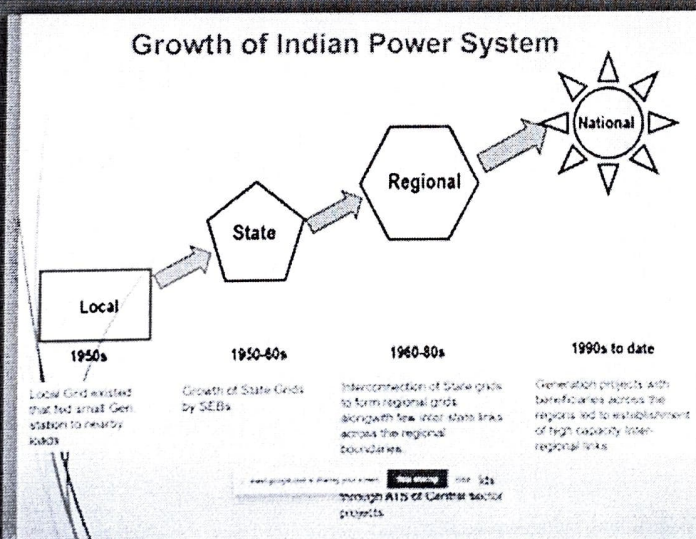 Growth of Indian Power System
National
Regional
State
Local
1950s
1950-60s
1960-80s
1990s to date
Local Grid existed
that fed small Gen
station to nearby
loads
Growth of State Grids
by SEBs
Interconnection of State grids
to form regional grids
alongwith few inter state links
across the regional
boundaries
through ATS of Central sector
projects
Generation projects with
beneficiaries across the
regions led to establishment
of high capacity Inter-
regional links